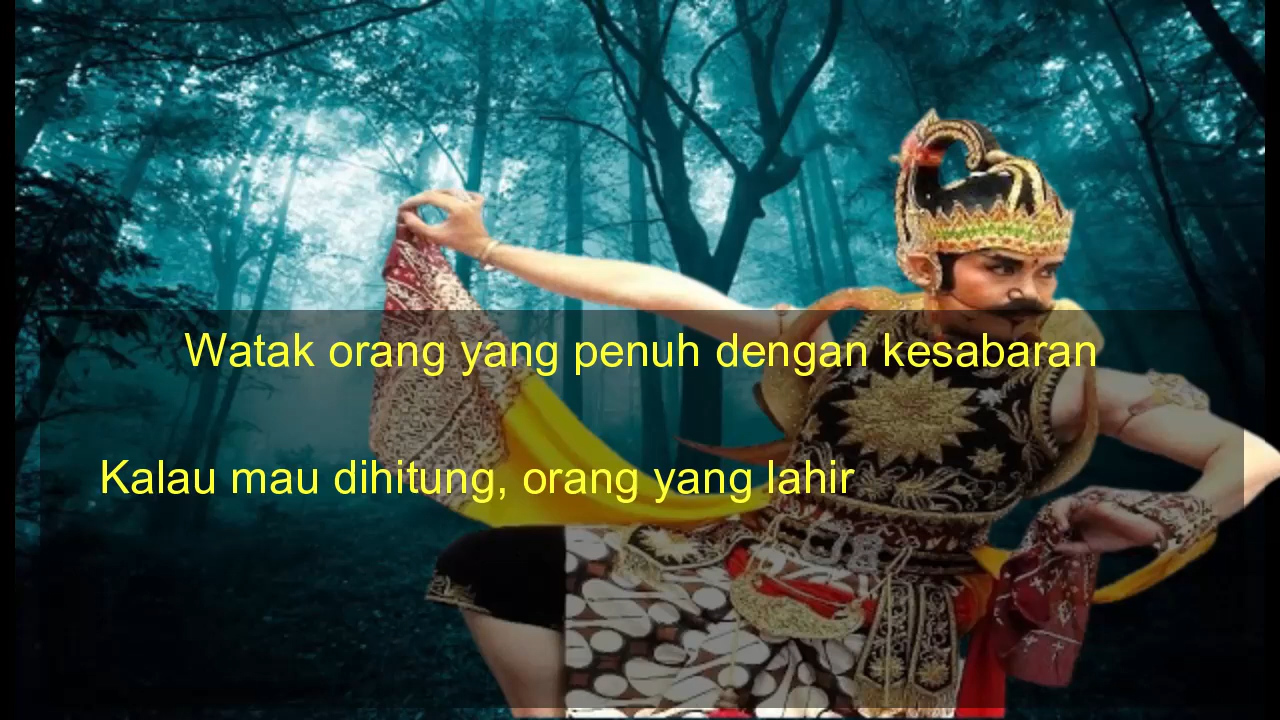 Watak orang yang penuh dengan kesabaran
Kalau mau dihitung, orang yang lahir